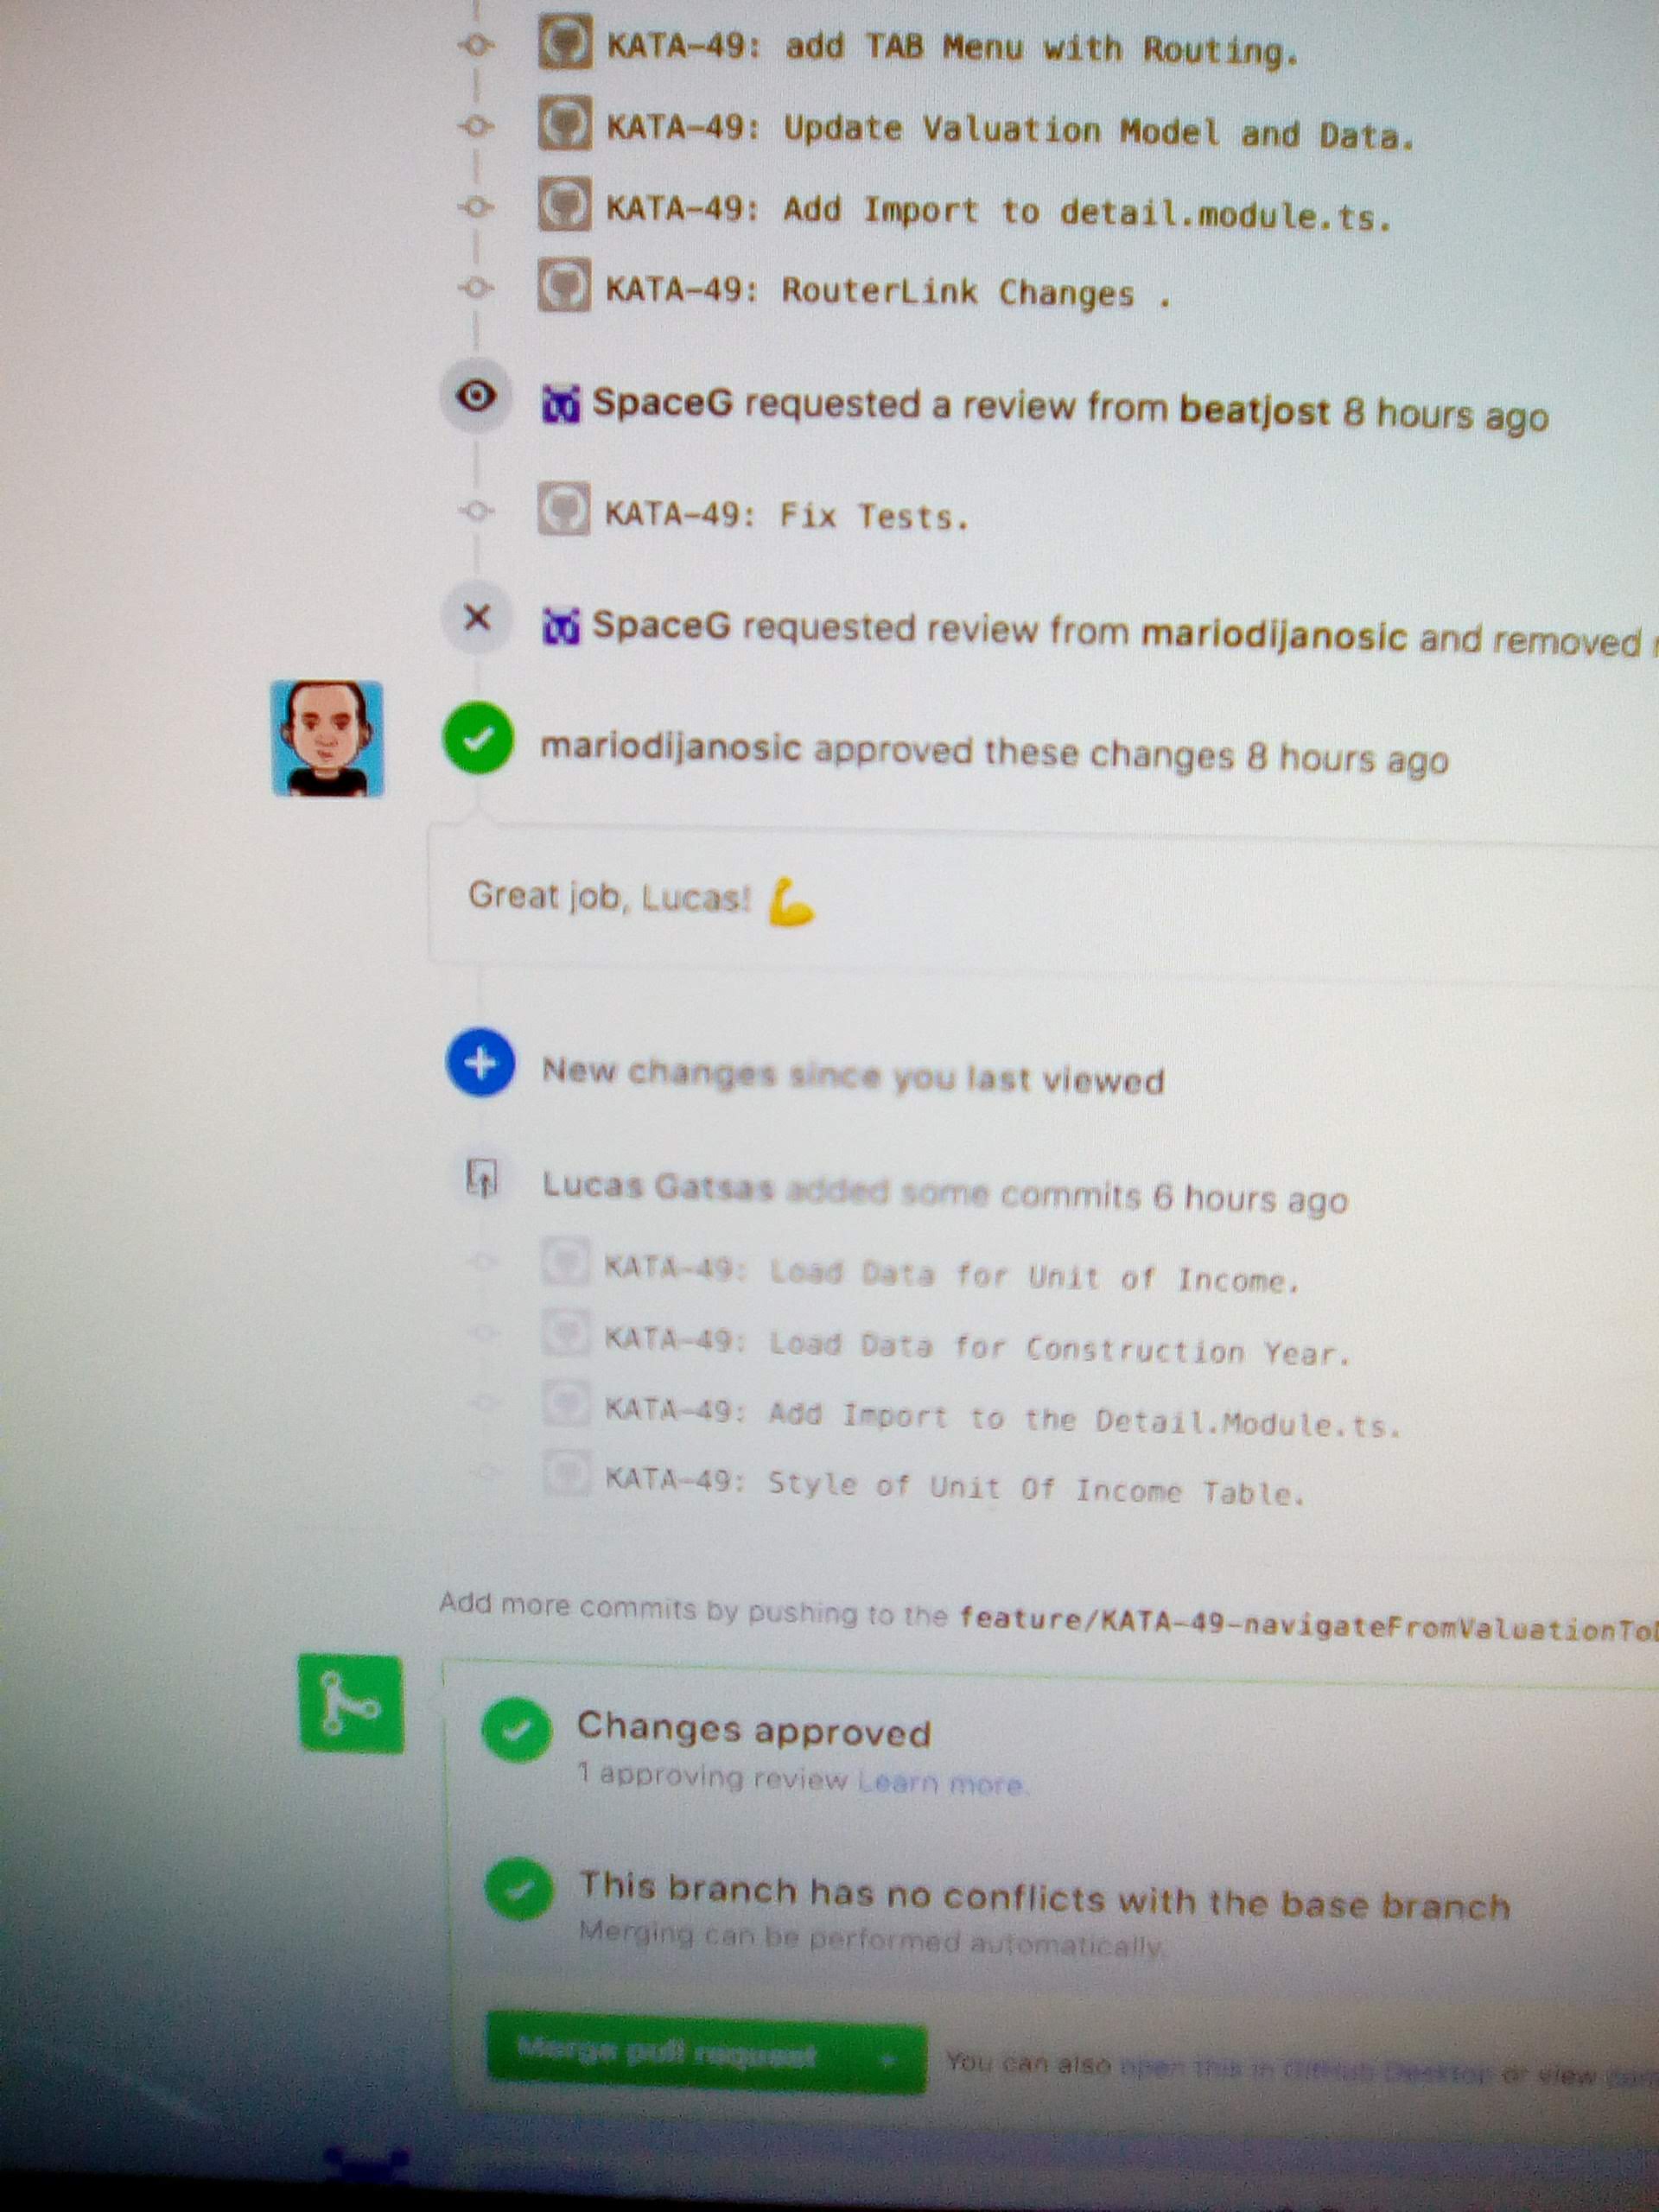 KATA-49: add TAB Menu with Routing.
KATA-49: Update Valuation Model and Data.
KATA-49: Add Import to detail.module.ts.
KATA-49: RouterLink Changes .
SpaceG requested a review from beatjost 8 hours ago
KATA-49: Fix Tests.
SpaceG requested review from mariodijanosic and removed
mariodijanosic approved these changes 8 hours ago
Great job, Lucas! 💪
New changes since you last viewed
Lucas Gatsas added some commits 6 hours ago
KATA-49: Load Data for Unit of Income.
KATA-49: Load Data for Construction Year.
KATA-49: Add Import to the Detail.Module.ts.
KATA-49: Style of Unit Of Income Table.
Add more commits by pushing to the feature/KATA-49-navigateFromValuationTo
Changes approved
1 approving review Learn more.
This branch has no conflicts with the base branch
Merging can be performed automatically.
Merge pull request
You can also open this in GitHub Desktop or view